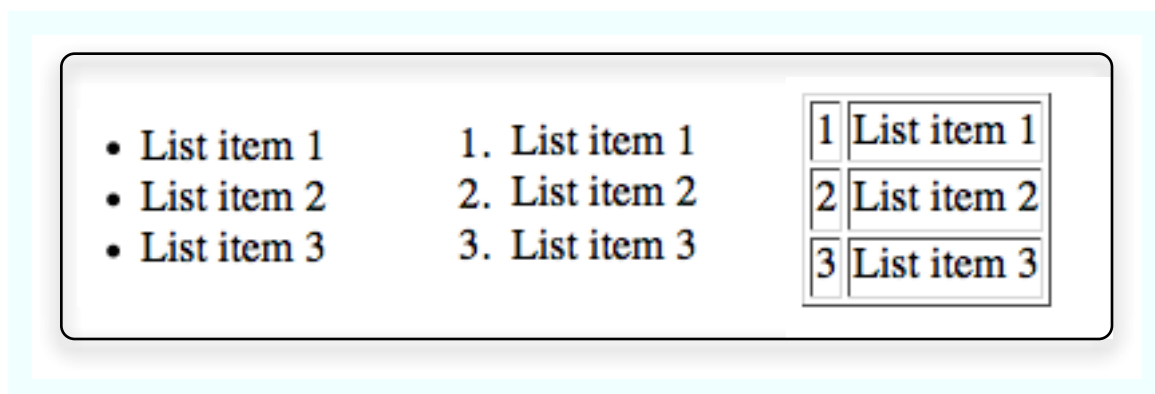 • List item 1
• List item 2
• List item 3
1. List item 1
2. List item 2
3. List item 3
1 List item 1
2 List item 2
3 List item 3